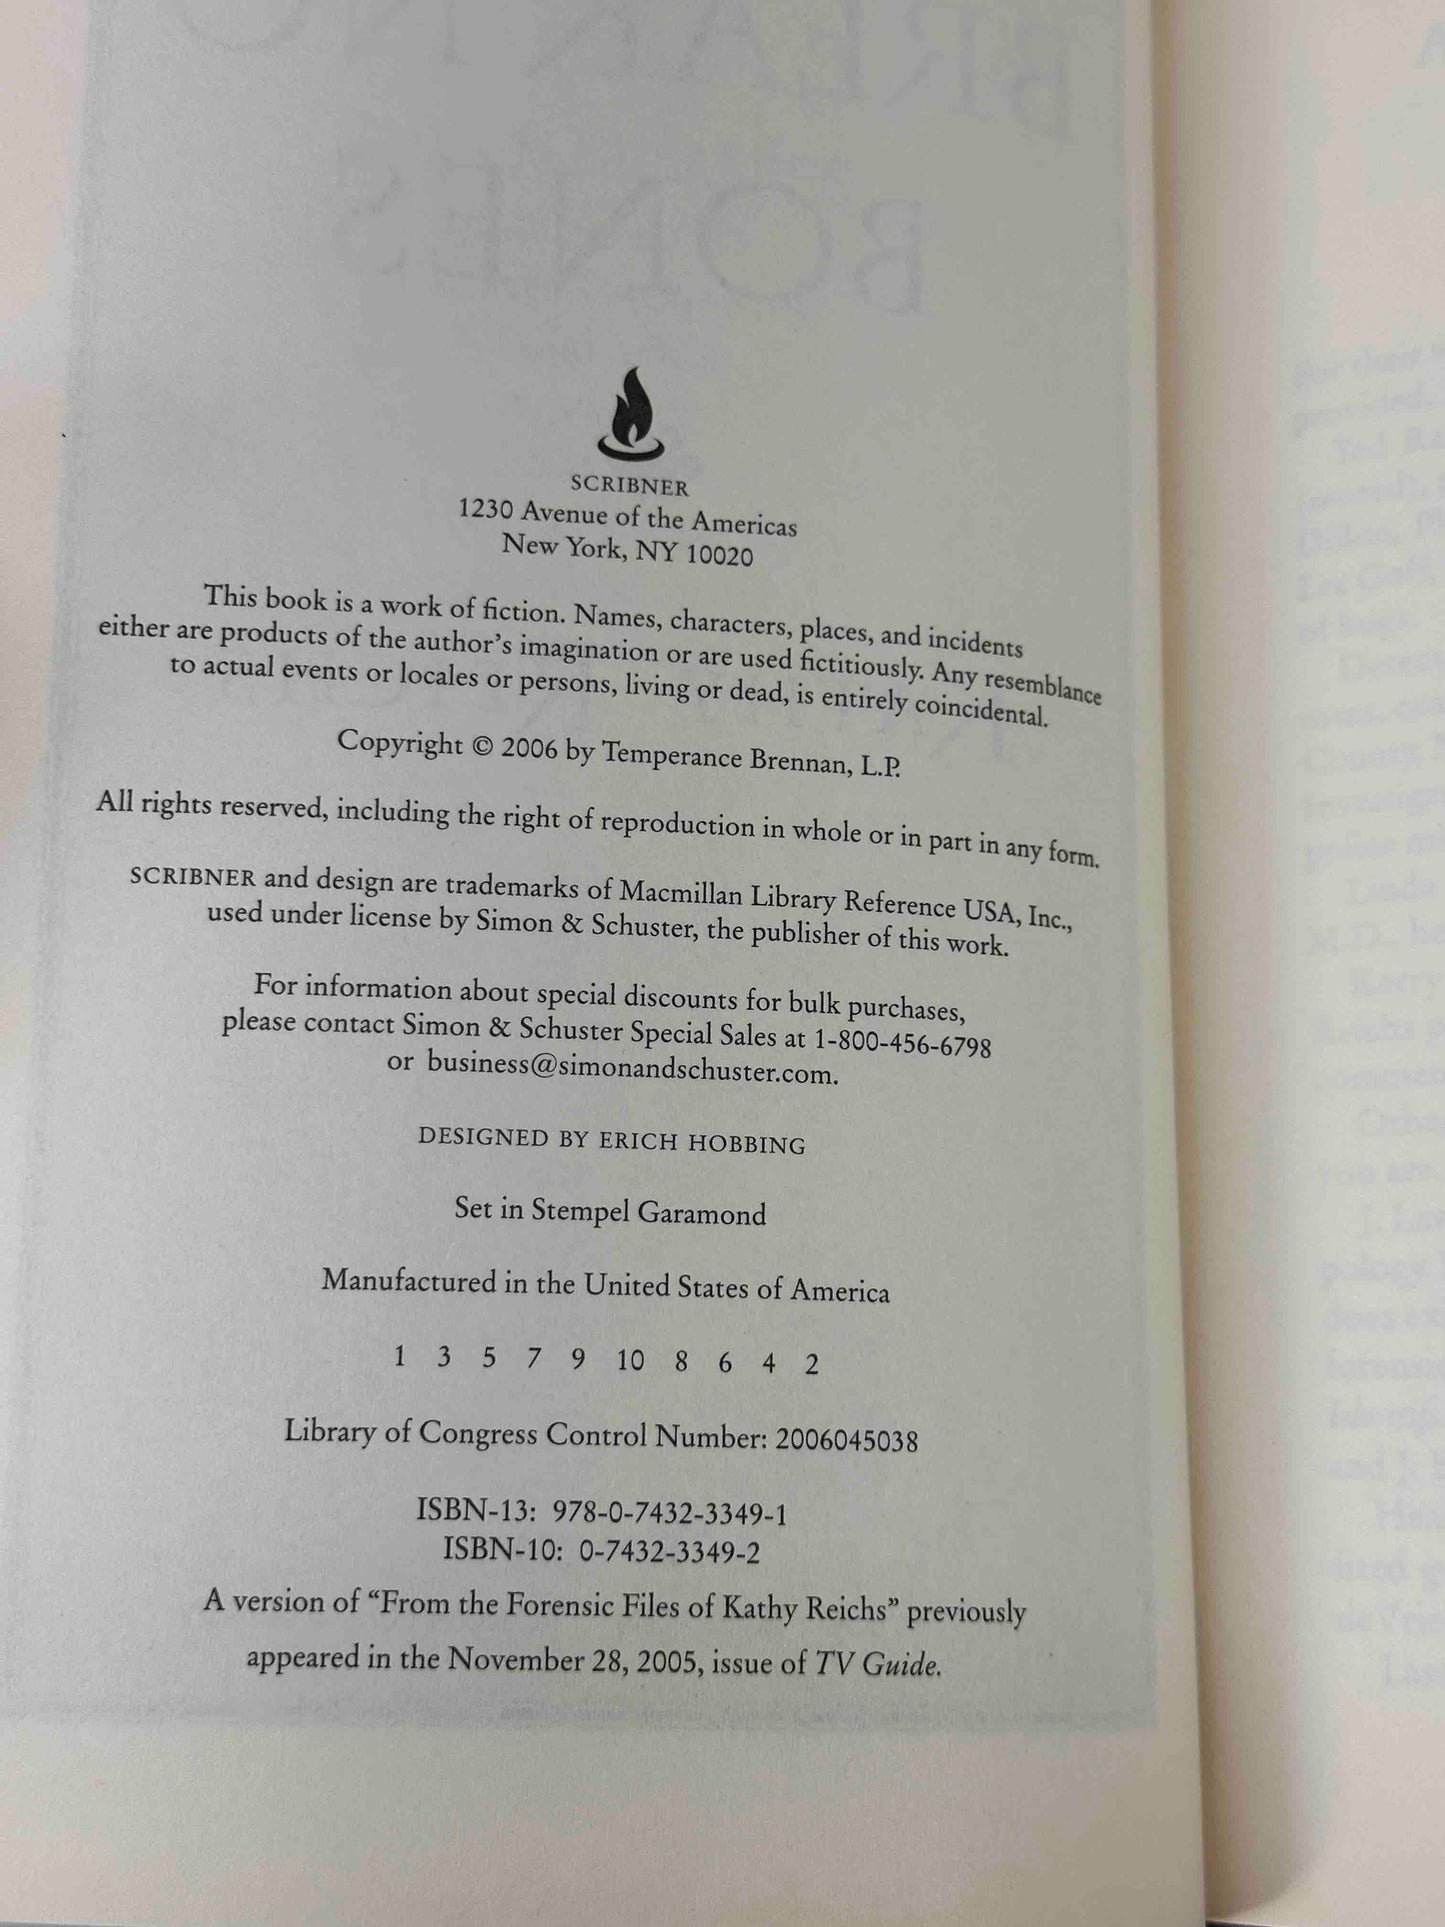 SCRIBNER
1230 Avenue of the Americas
New York, NY 10020
This book is a work of fiction. Names, characters, places, and incidents
either are products of the author's imagination or are used fictitiously. Any resemblance
to actual events or locales or persons, living or dead, is entirely coincidental.
Copyright © 2006 by Temperance Brennan, L.P.
All rights reserved, including the right of reproduction in whole or in part in any form.
SCRIBNER and design are trademarks of Macmillan Library Reference USA, Inc.,
used under license by Simon & Schuster, the publisher of this work.
For information about special discounts for bulk purchases,
please contact Simon & Schuster Special Sales at 1-800-456-6798
or business@simonandschuster.com.
DESIGNED BY ERICH HOBBING
Set in Stempel Garamond
Manufactured in the United States of America
1 3 5 7 9 10 8 6 4 2
Library of Congress Control Number: 2006045038
ISBN-13: 978-0-7432-3349-1
ISBN-10: 0-7432-3349-2
A version of “From the Forensic Files of Kathy Reichs” previously
appeared in the November 28, 2005, issue of TV Guide.